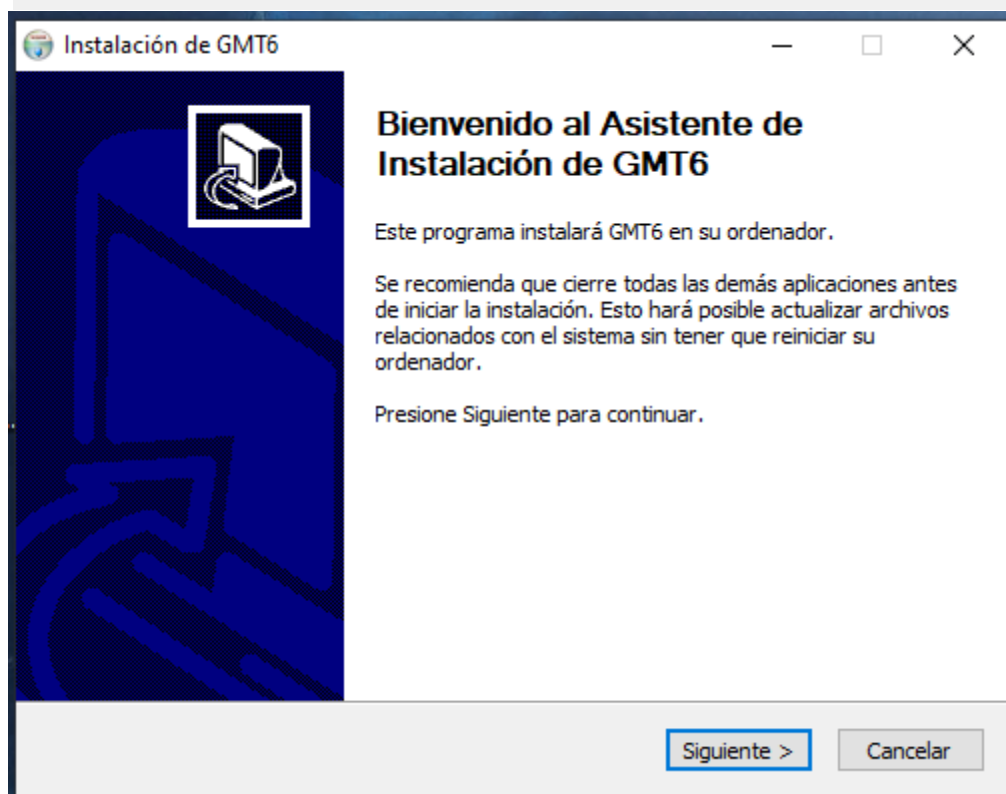 Instalación de GMT6
Bienvenido al Asistente de
Instalación de GMT6
Este programa instalará GMT6 en su ordenador.
Se recomienda que cierre todas las demás aplicaciones antes
de iniciar la instalación. Esto hará posible actualizar archivos
relacionados con el sistema sin tener que reiniciar su
ordenador.
Presione Siguiente para continuar.
Siguiente >
Cancelar